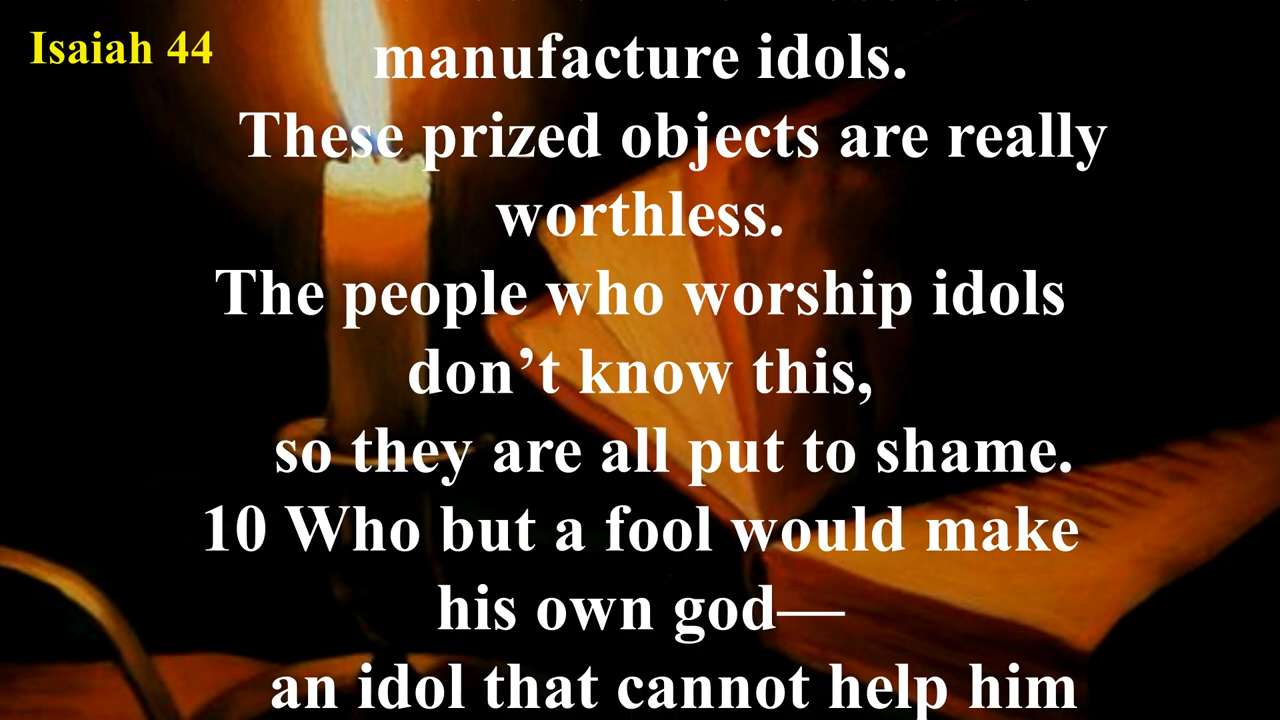 Isaiah 44
manufacture idols.
These prized objects are really
worthless.
The people who worship idols
don’t know this,
so they are all put to shame.
10 Who but a fool would make
his own god—
an idol that cannot help him